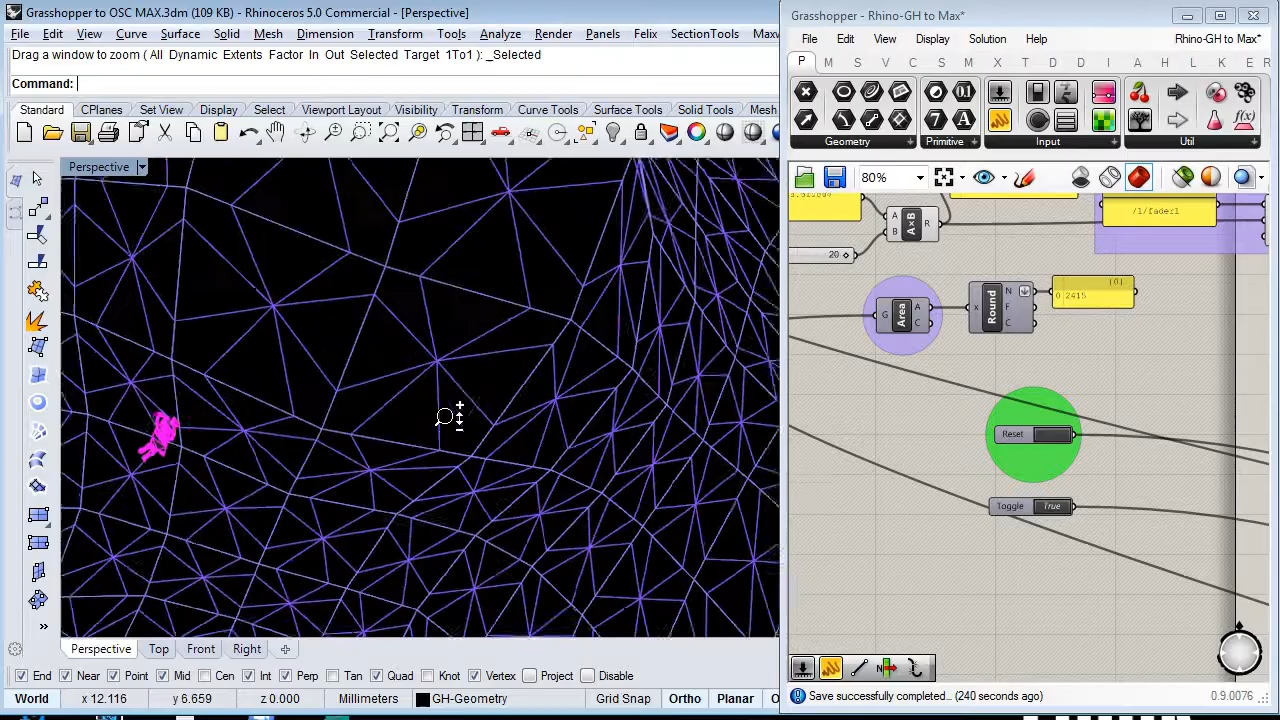 Grasshopper to OSC MAX.3dm (109 KB) - Rhinoceros 5.0 Commercial - [Perspective]
File Edit View Curve Surface Solid Mesh Dimension Transform Tools Analyze Render Panels Felix SectionTools Maxw
Drag a window to zoom ( All Dynamic Extents Factor In Out Selected Target 1To1 ): _Selected
Command:
Standard CPlanes Set View Display Select Viewport Layout Visibility Transform Curve Tools Surface Tools Solid Tools Mesh
Perspective
Perspective Top Front Right
End Near Point Mid Cen Int Perp Tan Quad Knot Vertex Project Disable
World x 12.116 y 6.659 z 0.000 Millimeters GH-Geometry Grid Snap Ortho Planar O
Grasshopper - Rhino-GH to Max*
File Edit View Display Solution Help Rhino-GH to Max*
P M S V C S M X T D D P L H L S K E R
Geometry Primitive Input Util
80%
A
B
A×B
R
/1/fader1
20
{0}
G Area A
C
x Round N
F
C
0 2415
Reset
Toggle True
Save successfully completed... (240 seconds ago) 0.9.0076